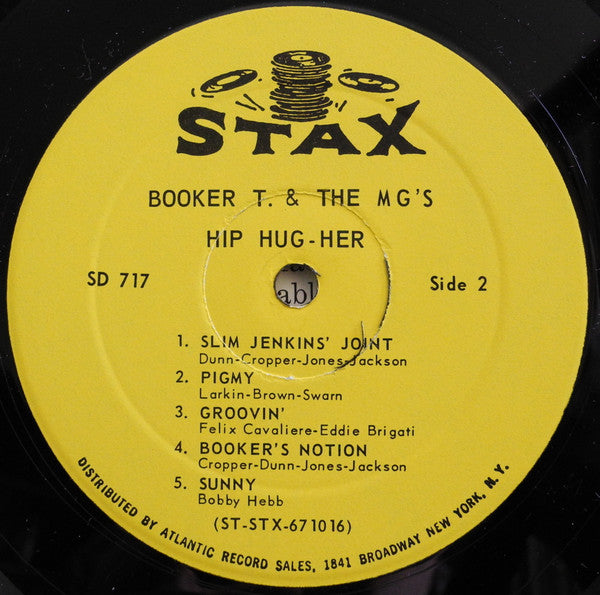 STAX
BOOKER T. & THE MG'S
HIP HUG-HER
SD 717
Side 2
abl
1. SLIM JENKINS' JOINT
Dunn-Cropper-Jones-Jackson
2. PIGMY
Larkin-Brown-Swarn
3. GROOVIN'
Felix Cavaliere-Eddie Brigati
4. BOOKER'S NOTION
Cropper-Dunn-Jones-Jackson
5. SUNNY
Bobby Hebb
(ST-STX-671016)
DISTRIBUTED BY ATLANTIC RECORD SALES, 1841 BROADWAY NEW YORK, N.Y.